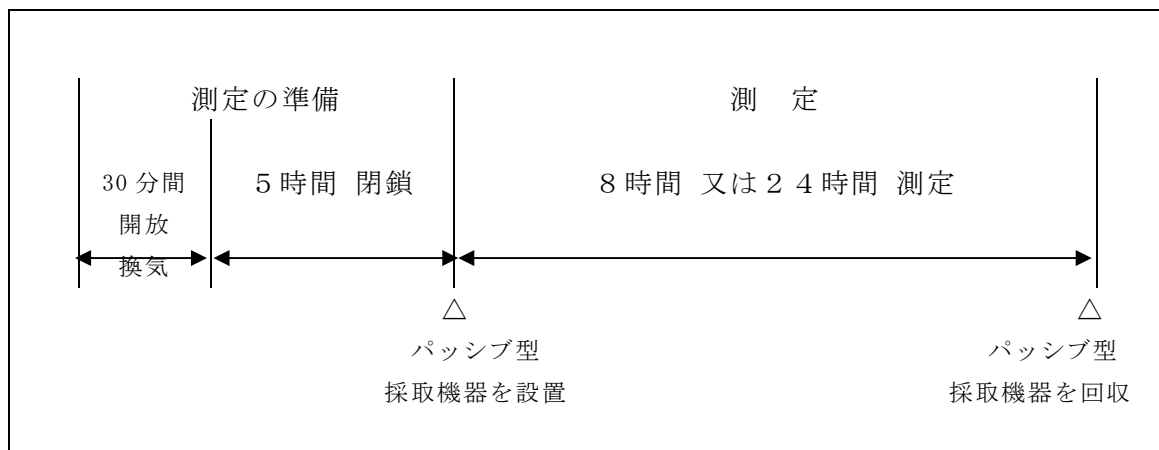 測定の準備
測　定
30 分間
開放
換気
５時間 閉鎖
８時間 又は２４時間 測定
△
パッシブ型
採取機器を設置
△
パッシブ型
採取機器を回収